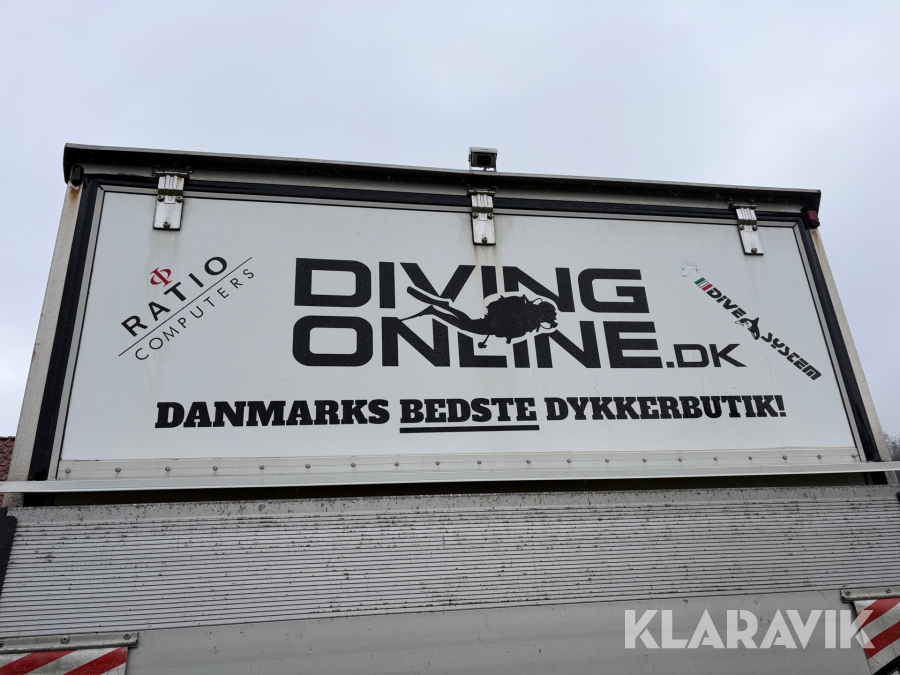 RATIO
COMPUTERS
DIVING
ONLINE.DK
DIVE SYSTEM
DANMARKS BEDSTE DYKKERBUTIK!
KLARAVIK